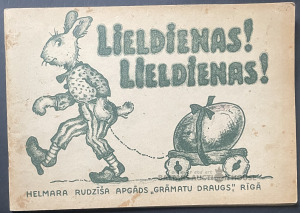 LIELDIENAS!
LIELDIENAS!
HELMARA RUDZĪŠA APGĀDS „GRĀMATU DRAUGS“, RĪGĀ